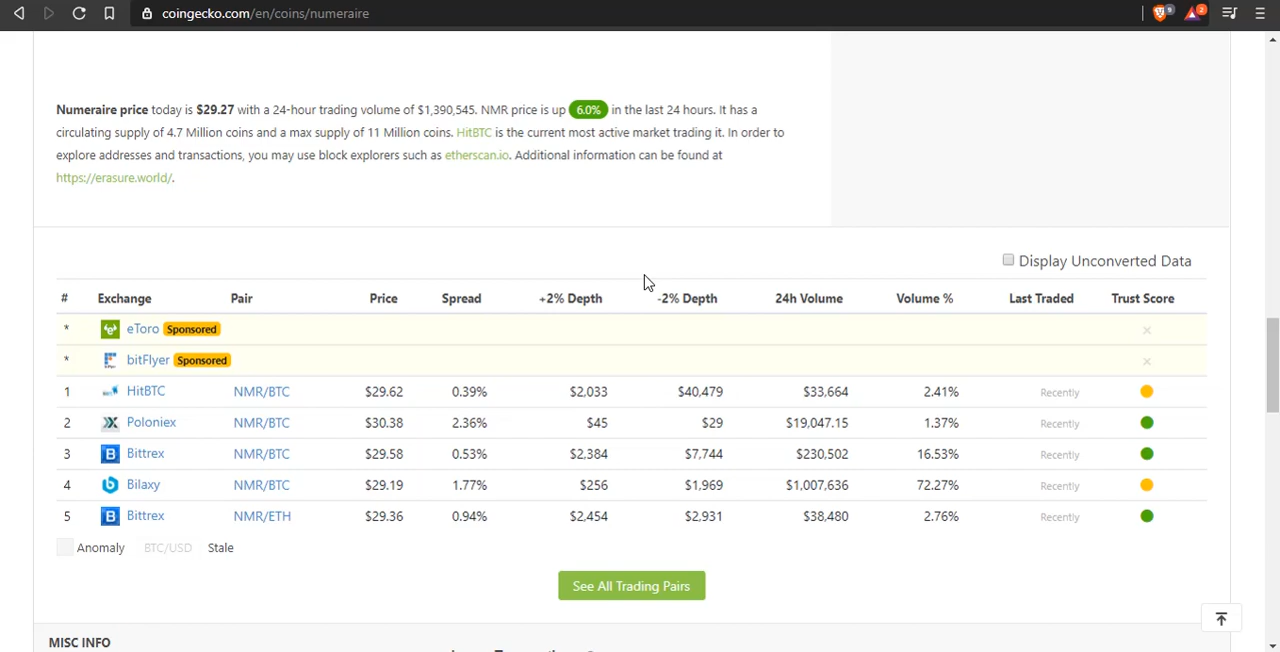 coingecko.com/en/coins/numeraire
9
2
Numeraire price today is $29.27 with a 24-hour trading volume of $1,390,545. NMR price is up 6.0% in the last 24 hours. It has a
circulating supply of 4.7 Million coins and a max supply of 11 Million coins. HitBTC is the current most active market trading it. In order to
explore addresses and transactions, you may use block explorers such as etherscan.io. Additional information can be found at
https://erasure.world/.
Display Unconverted Data
# Exchange Pair Price Spread +2% Depth -2% Depth 24h Volume Volume % Last Traded Trust Score
* eToro Sponsored
* bitFlyer Sponsored
1 HitBTC NMR/BTC $29.62 0.39% $2,033 $40,479 $33,664 2.41% Recently
2 Poloniex NMR/BTC $30.38 2.36% $45 $29 $19,047.15 1.37% Recently
3 Bittrex NMR/BTC $29.58 0.53% $2,384 $7,744 $230,502 16.53% Recently
4 Bilaxy NMR/BTC $29.19 1.77% $256 $1,969 $1,007,636 72.27% Recently
5 Bittrex NMR/ETH $29.36 0.94% $2,454 $2,931 $38,480 2.76% Recently
Anomaly BTC/USD Stale
See All Trading Pairs
MISC INFO